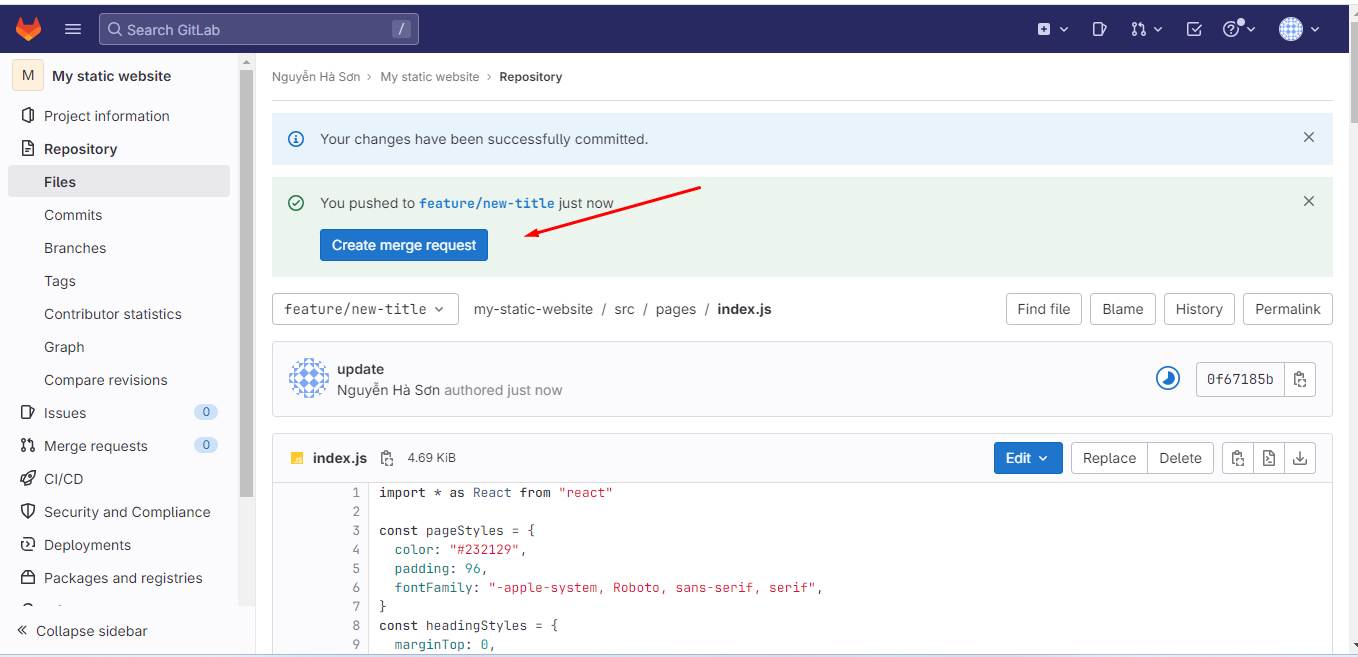 Search GitLab /
M My static website
Project information
Repository
Files
Commits
Branches
Tags
Contributor statistics
Graph
Compare revisions
Issues 0
Merge requests 0
CI/CD
Security and Compliance
Deployments
Packages and registries
« Collapse sidebar
Nguyễn Hà Sơn › My static website › Repository
Your changes have been successfully committed.
You pushed to feature/new-title just now
Create merge request
feature/new-title my-static-website / src / pages / index.js Find file Blame History Permalink
update
Nguyễn Hà Sơn authored just now
0f67185b
JS index.js 4.69 KiB Edit Replace Delete
1 import * as React from "react"
2
3 const pageStyles = {
4 color: "#232129",
5 padding: 96,
6 fontFamily: "-apple-system, Roboto, sans-serif, serif",
7 }
8 const headingStyles = {
9 marginTop: 0,